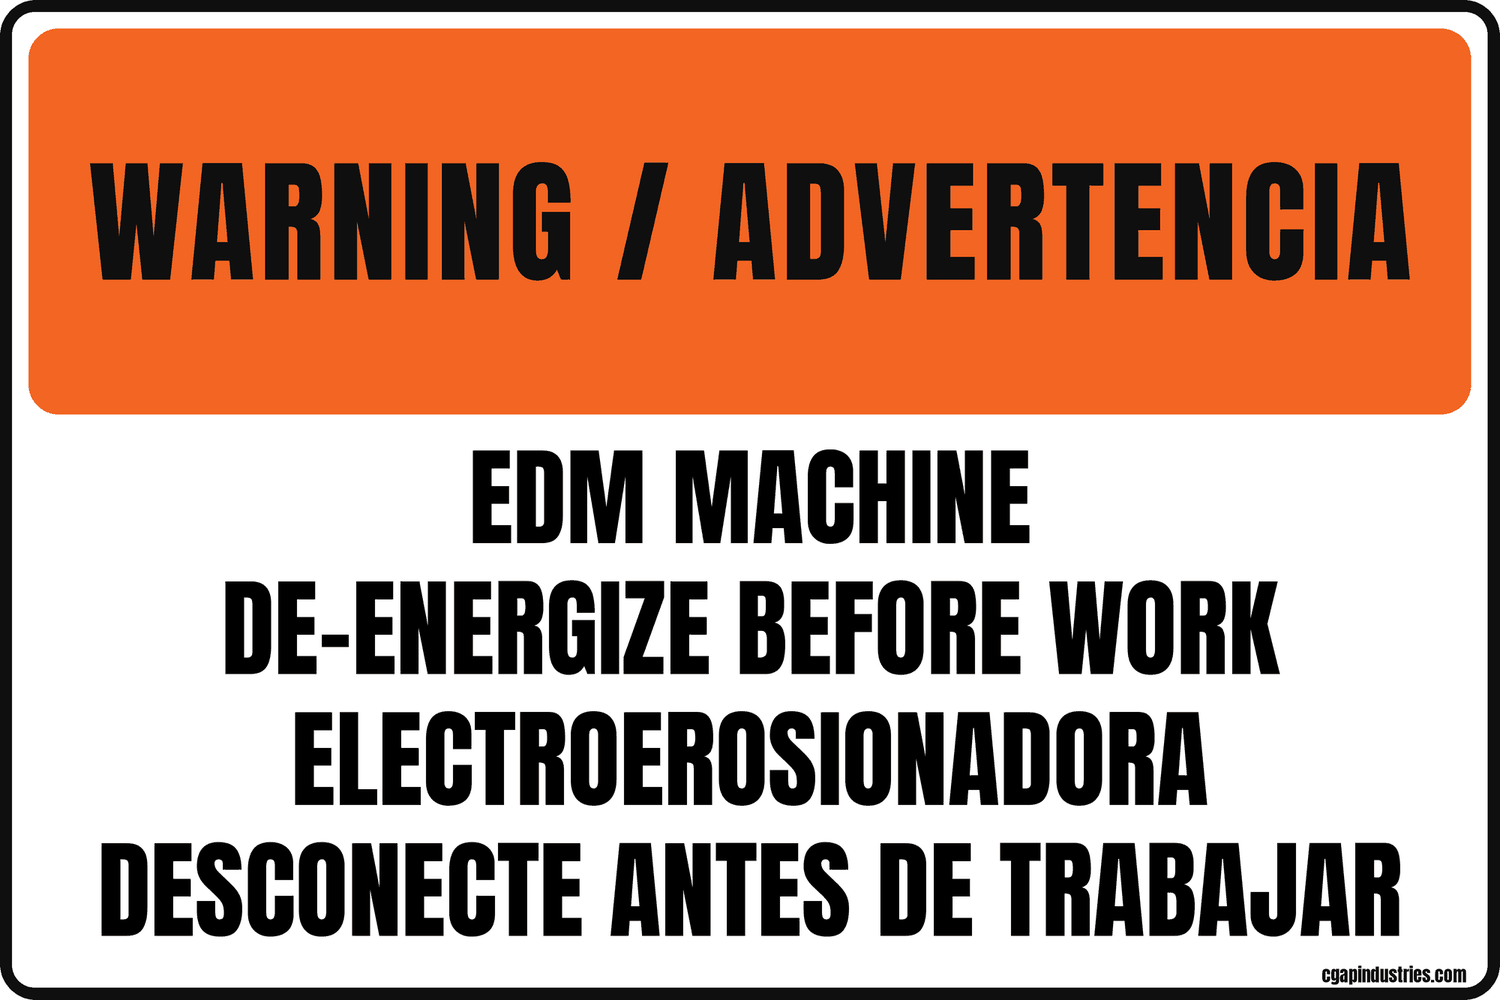 WARNING / ADVERTENCIA
EDM MACHINE
DE-ENERGIZE BEFORE WORK
ELECTROEROSIONADORA
DESCONECTE ANTES DE TRABAJAR
cgapindustries.com